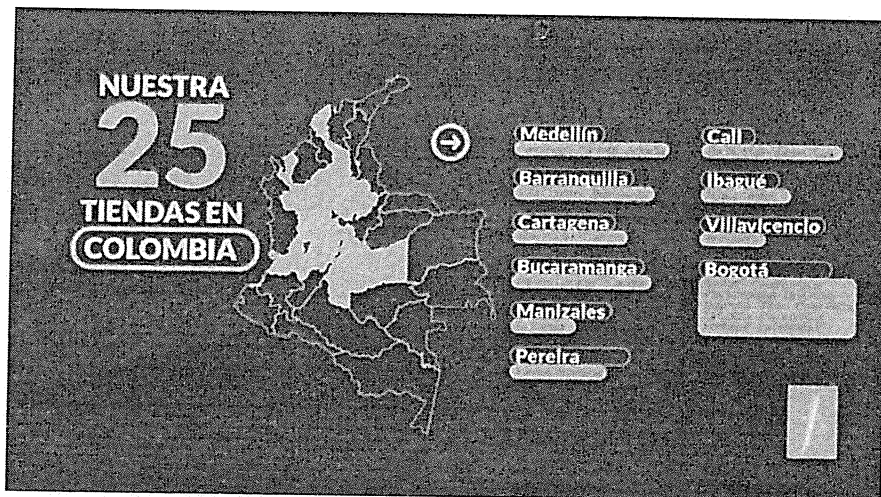 NUESTRA
25
TIENDAS EN
COLOMBIA
Medellín
Barranquilla
Cartagena
Bucaramanga
Manizales
Pereira
Cali
Ibagué
Villavicencio
Bogotá